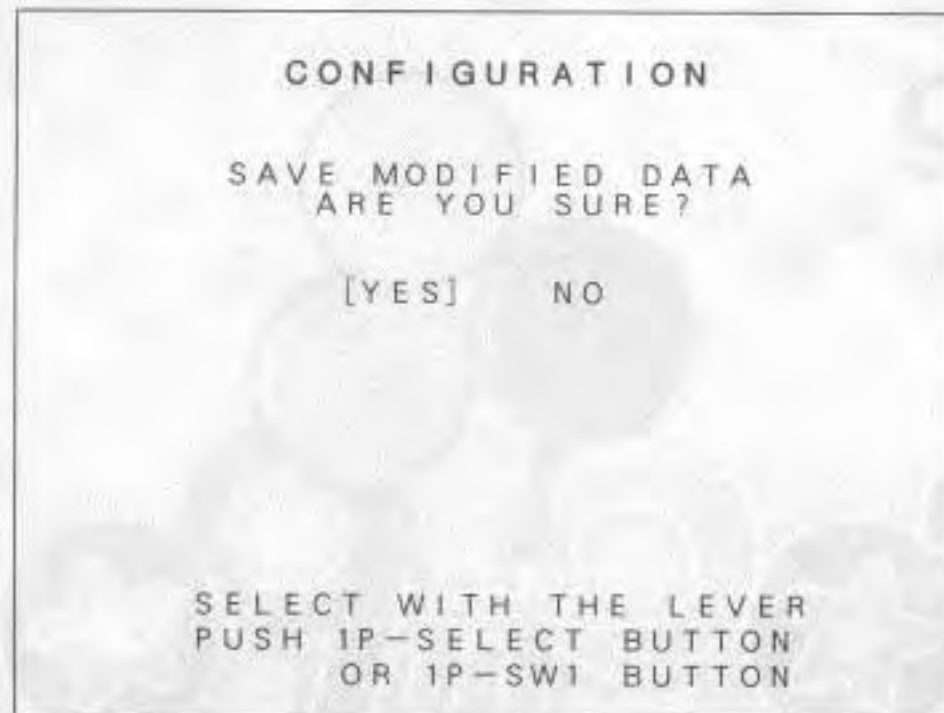 CONFIGURATION
SAVE MODIFIED DATA
ARE YOU SURE?
[YES] NO
SELECT WITH THE LEVER
PUSH 1P-SELECT BUTTON
OR 1P-SW1 BUTTON